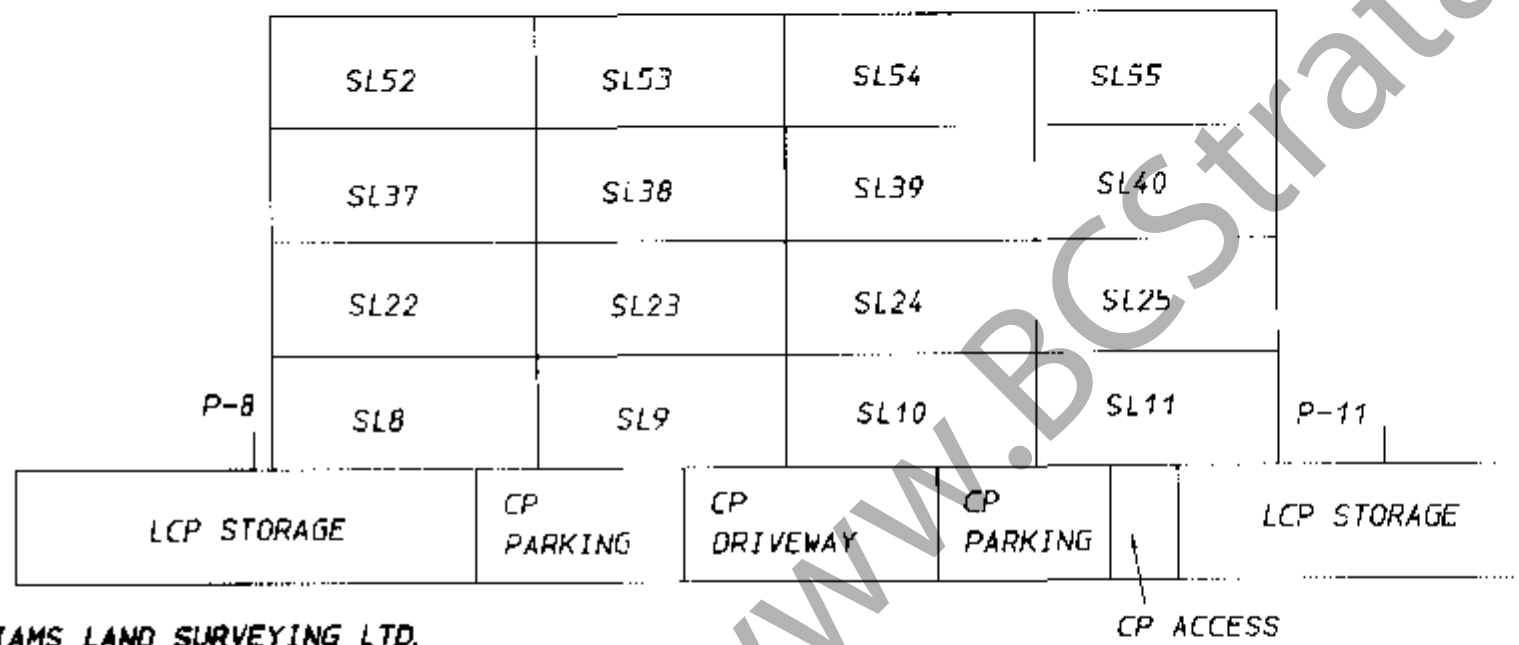 SL52 SL53 SL54 SL55
SL37 SL38 SL39 SL40
SL22 SL23 SL24 SL25
P-8 SL8 SL9 SL10 SL11 P-11
LCP STORAGE CP PARKING CP DRIVEWAY CP PARKING LCP STORAGE
CP ACCESS
IAMS LAND SURVEYING LTD.
www.BCStrata